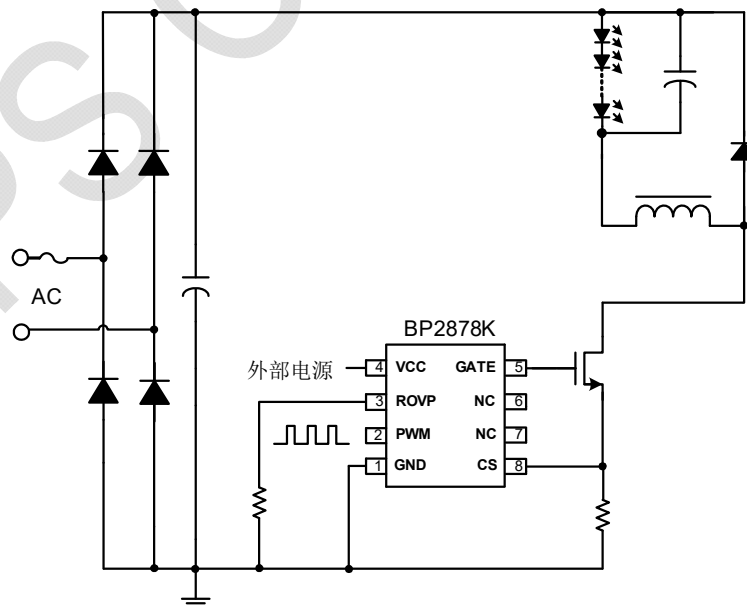 BP2878K
AC
外部电源
4 VCC GATE 5
3 ROVP NC 6
2 PWM NC 7
1 GND CS 8